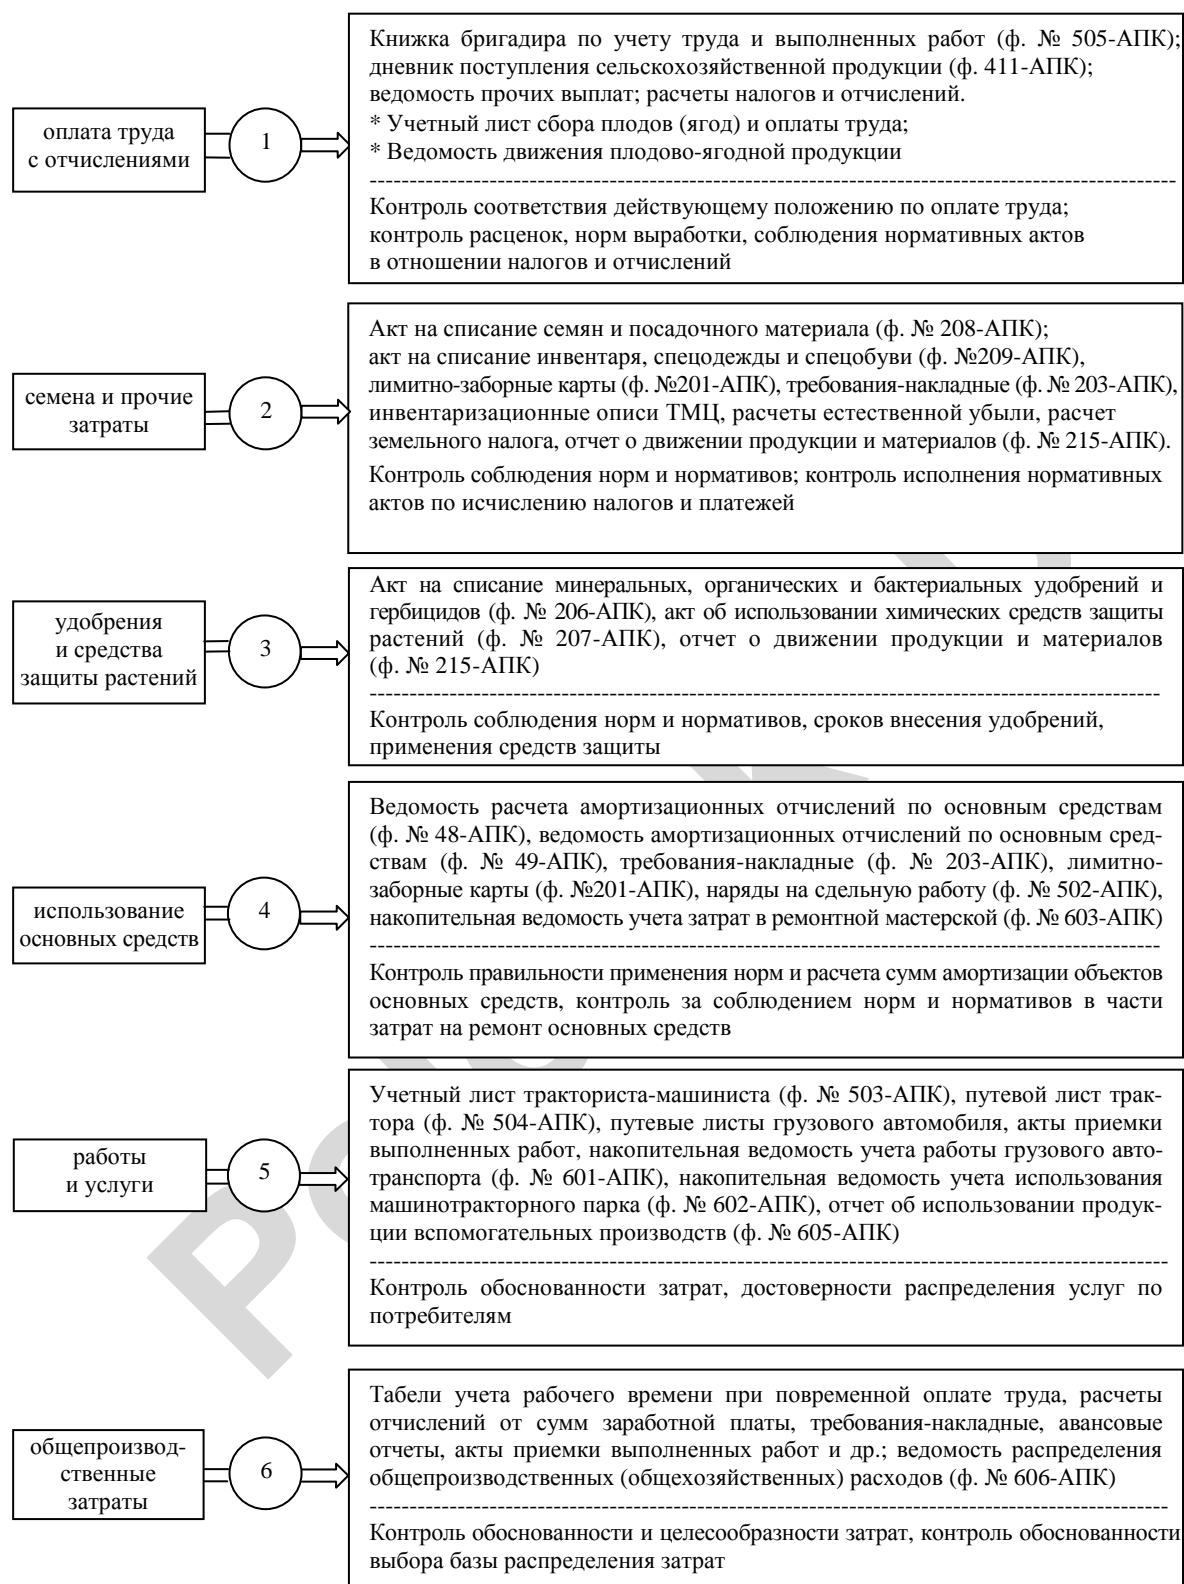 оплата труда
с отчислениями
1
Книжка бригадира по учету труда и выполненных работ (ф. № 505-АПК);
дневник поступления сельскохозяйственной продукции (ф. 411-АПК);
ведомость прочих выплат; расчеты налогов и отчислений.
* Учетный лист сбора плодов (ягод) и оплаты труда;
* Ведомость движения плодово-ягодной продукции
Контроль соответствия действующему положению по оплате труда;
контроль расценок, норм выработки, соблюдения нормативных актов
в отношении налогов и отчислений
семена и прочие
затраты
2
Акт на списание семян и посадочного материала (ф. № 208-АПК);
акт на списание инвентаря, спецодежды и спецобуви (ф. №209-АПК),
лимитно-заборные карты (ф. №201-АПК), требования-накладные (ф. № 203-АПК),
инвентаризационные описи ТМЦ, расчеты естественной убыли, расчет
земельного налога, отчет о движении продукции и материалов (ф. № 215-АПК).
Контроль соблюдения норм и нормативов; контроль исполнения нормативных
актов по исчислению налогов и платежей
удобрения
и средства
защиты растений
3
Акт на списание минеральных, органических и бактериальных удобрений и
гербицидов (ф. № 206-АПК), акт об использовании химических средств защиты
растений (ф. № 207-АПК), отчет о движении продукции и материалов
(ф. № 215-АПК)
Контроль соблюдения норм и нормативов, сроков внесения удобрений,
применения средств защиты
использование
основных средств
4
Ведомость расчета амортизационных отчислений по основным средствам
(ф. № 48-АПК), ведомость амортизационных отчислений по основным сред-
ствам (ф. № 49-АПК), требования-накладные (ф. № 203-АПК), лимитно-
заборные карты (ф. №201-АПК), наряды на сдельную работу (ф. № 502-АПК),
накопительная ведомость учета затрат в ремонтной мастерской (ф. № 603-АПК)
Контроль правильности применения норм и расчета сумм амортизации объектов
основных средств, контроль за соблюдением норм и нормативов в части
затрат на ремонт основных средств
работы
и услуги
5
Учетный лист тракториста-машиниста (ф. № 503-АПК), путевой лист трак-
тора (ф. № 504-АПК), путевые листы грузового автомобиля, акты приемки
выполненных работ, накопительная ведомость учета работы грузового авто-
транспорта (ф. № 601-АПК), накопительная ведомость учета использования
машинотракторного парка (ф. № 602-АПК), отчет об использовании продук-
ции вспомогательных производств (ф. № 605-АПК)
Контроль обоснованности затрат, достоверности распределения услуг по
потребителям
общепроизвод-
ственные
затраты
6
Табели учета рабочего времени при повременной оплате труда, расчеты
отчислений от сумм заработной платы, требования-накладные, авансовые
отчеты, акты приемки выполненных работ и др.; ведомость распределения
общепроизводственных (общехозяйственных) расходов (ф. № 606-АПК)
Контроль обоснованности и целесообразности затрат, контроль обоснованности
выбора базы распределения затрат